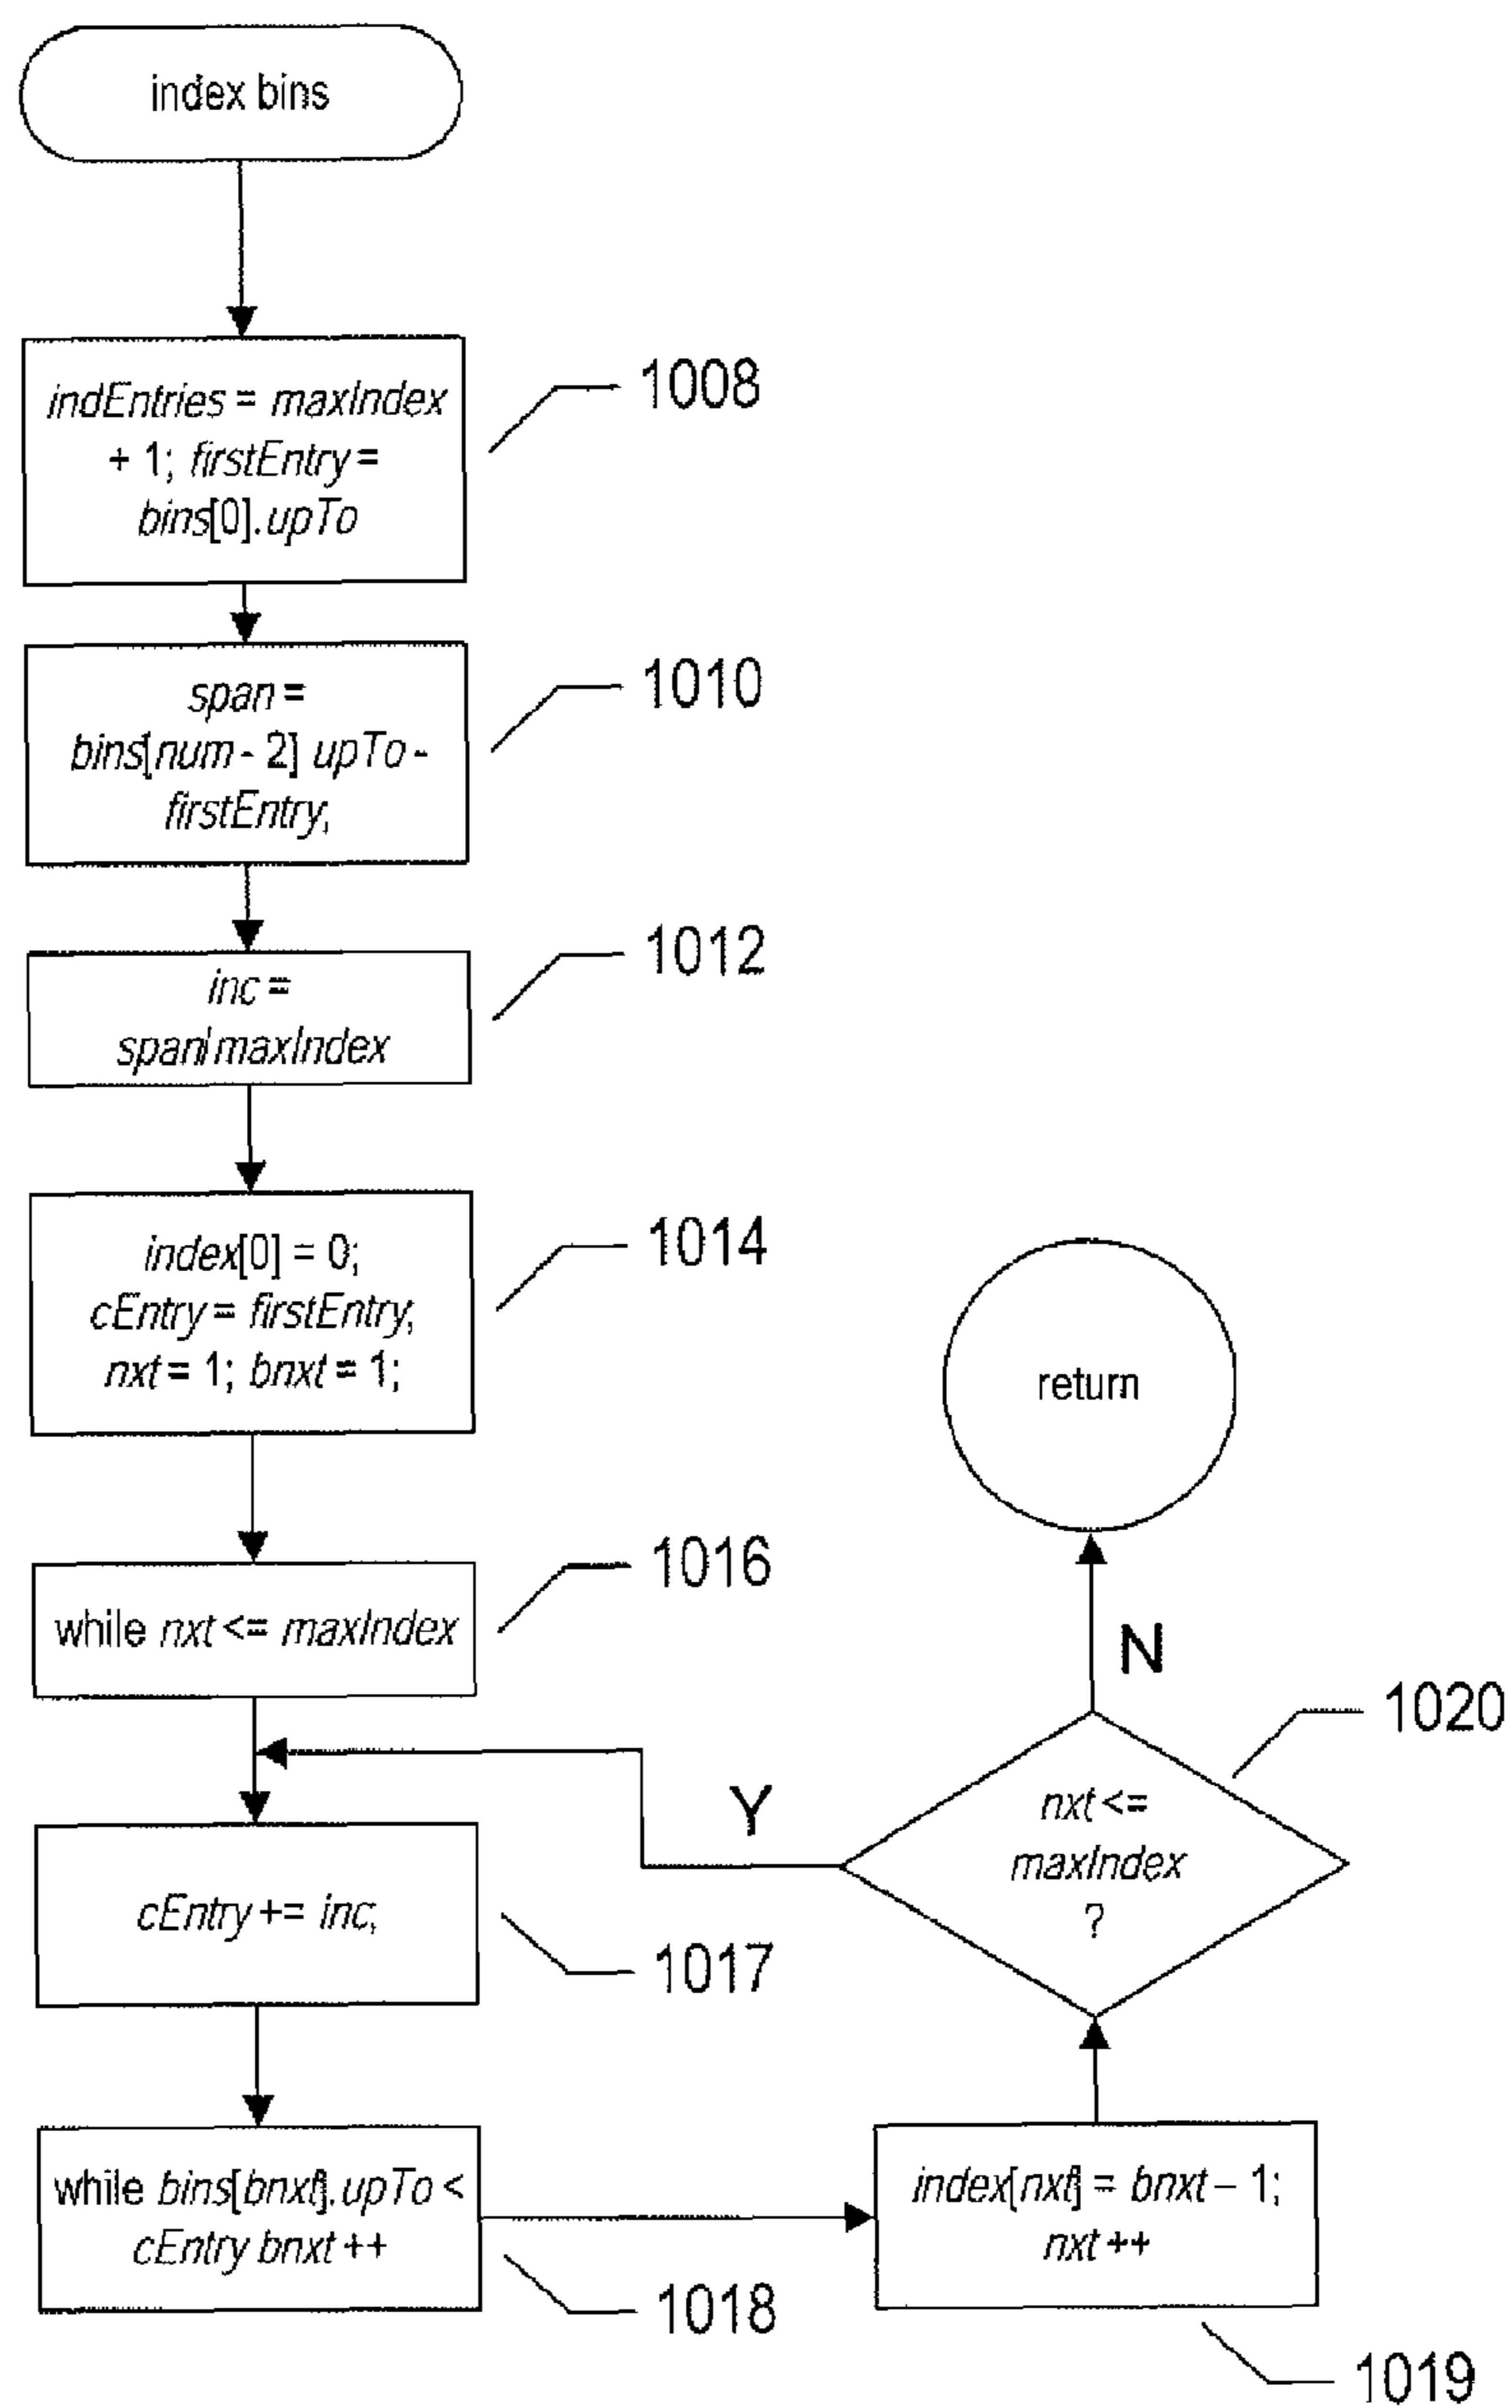 index bins
indEntries = maxIndex
+ 1; firstEntry =
bins[0].upTo
1008
span =
bins[num - 2] upTo -
firstEntry;
1010
inc =
span/maxIndex
1012
index[0] = 0;
cEntry = firstEntry;
nxt = 1; bnxt = 1;
1014
return
while nxt <= maxIndex
1016
N
1020
Y
nxt <=
maxIndex
?
cEntry += inc;
1017
while bins[bnxt].upTo <
cEntry bnxt ++
1018
index[nxt] = bnxt – 1;
nxt ++
1019